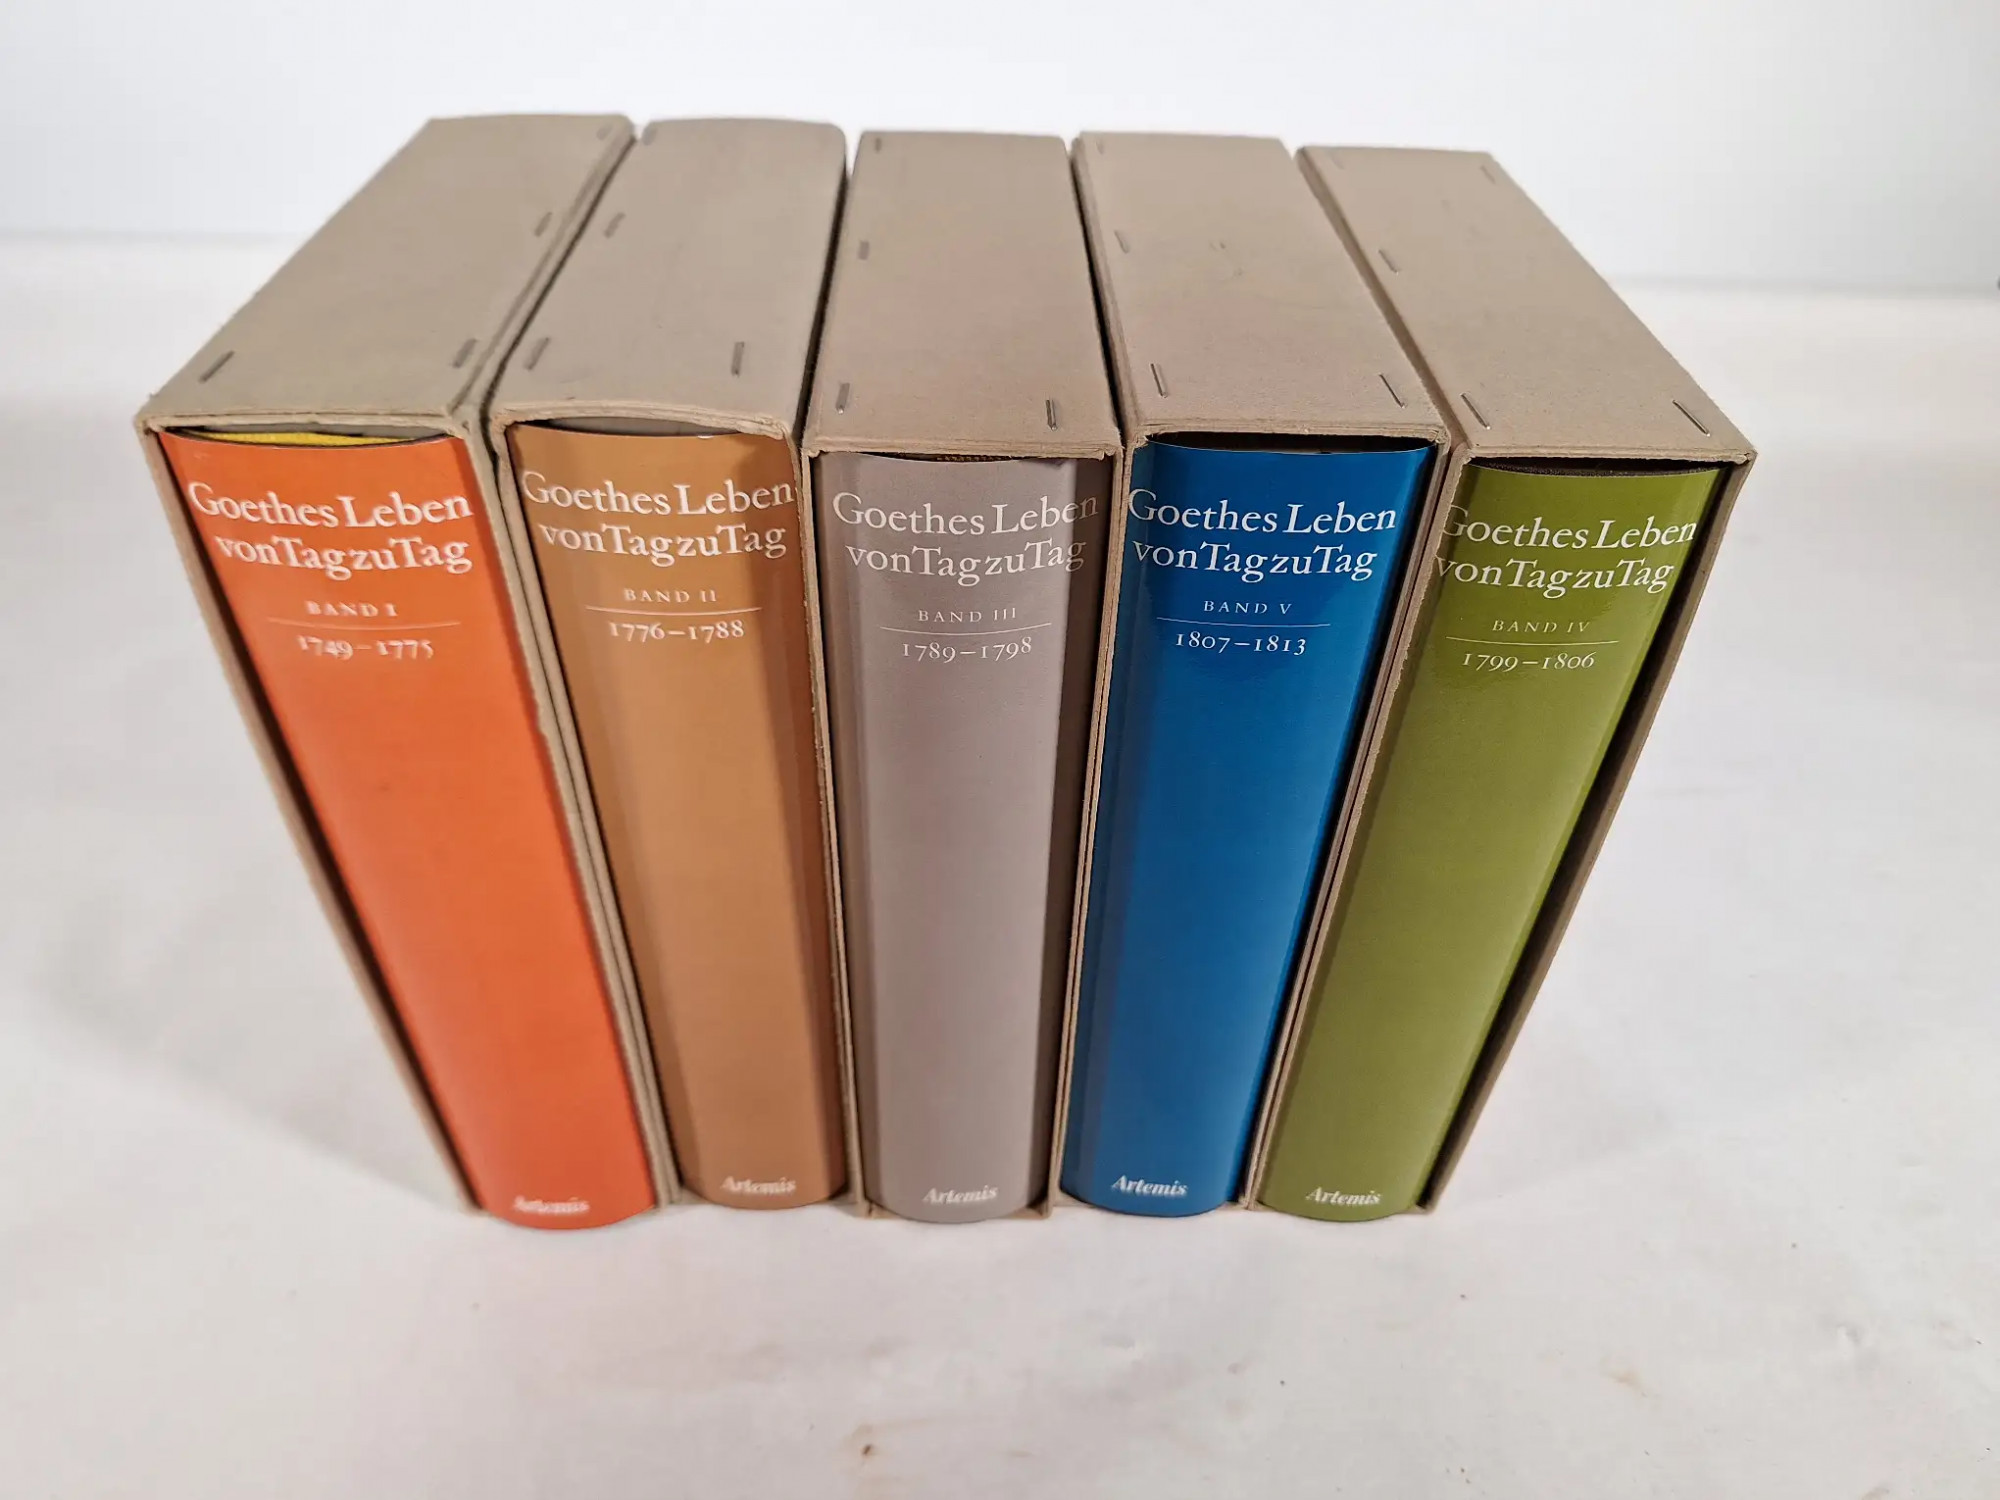 Goethes Leben
von Tag zu Tag
BAND I
1749–1775
Artemis
Goethes Leben
von Tag zu Tag
BAND II
1776–1788
Artemis
Goethes Leben
von Tag zu Tag
BAND III
1789–1798
Artemis
Goethes Leben
von Tag zu Tag
BAND V
1807–1813
Artemis
Goethes Leben
von Tag zu Tag
BAND IV
1799–1806
Artemis